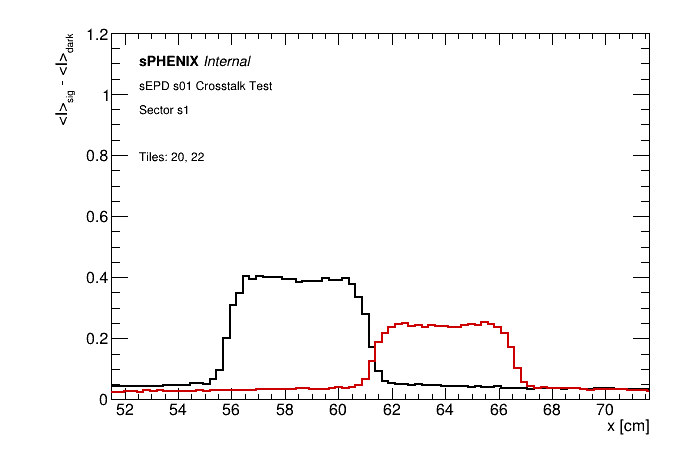 1.2
<I>sig - <I>dark
sPHENIX Internal
sEPD s01 Crosstalk Test
1
Sector s1
0.8
Tiles: 20, 22
0.6
0.4
0.2
0
52 54 56 58 60 62 64 66 68 70
x [cm]